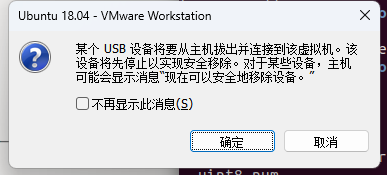 Ubuntu 18.04 - VMware Workstation
某个 USB 设备将要从主机拔出并连接到该虚拟机。该
设备将先停止以实现安全移除。对于某些设备，主机
可能会显示消息“现在可以安全地移除设备。”
不再显示此消息(S)
确定
取消
uint8_num